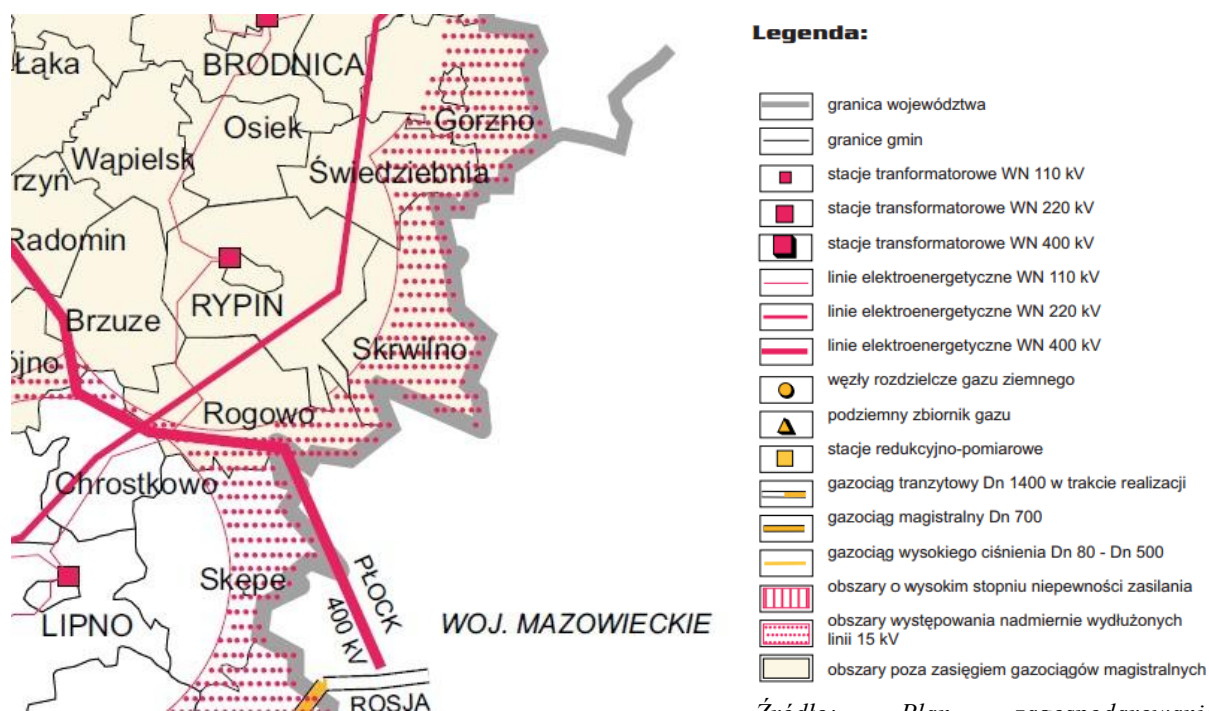 Łąka
BRODNICA
Osiek
Górzno
Wąpielsk
Świedziebnia
rzyń
Radomin
RYPIN
Brzuze
Skrwilno
ójno
Rogowo
Chrostkowo
Skępe
LIPNO
PŁOCK
400 kV
WOJ. MAZOWIECKIE
ROSJA
Legenda:
granica województwa
granice gmin
stacje tranformatorowe WN 110 kV
stacje transformatorowe WN 220 kV
stacje transformatorowe WN 400 kV
linie elektroenergetyczne WN 110 kV
linie elektroenergetyczne WN 220 kV
linie elektroenergetyczne WN 400 kV
węzły rozdzielcze gazu ziemnego
podziemny zbiornik gazu
stacje redukcyjno-pomiarowe
gazociąg tranzytowy Dn 1400 w trakcie realizacji
gazociąg magistralny Dn 700
gazociąg wysokiego ciśnienia Dn 80 - Dn 500
obszary o wysokim stopniu niepewności zasilania
obszary występowania nadmiernie wydłużonych
linii 15 kV
obszary poza zasięgiem gazociągów magistralnych
Źródło: Plan zagospodarowani